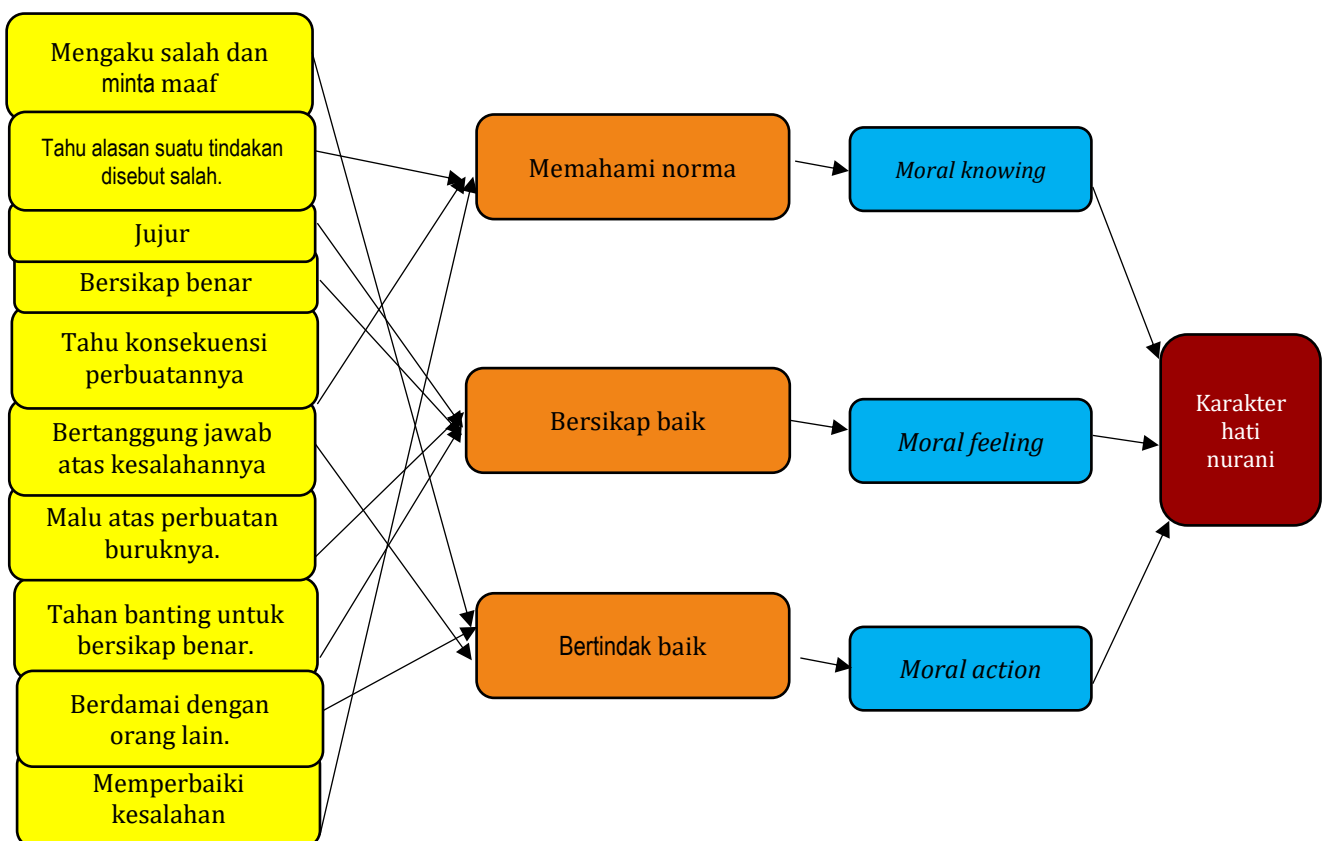 Mengaku salah dan
minta maaf
Tahu alasan suatu tindakan
disebut salah.
Jujur
Bersikap benar
Tahu konsekuensi
perbuatannya
Bertanggung jawab
atas kesalahannya
Malu atas perbuatan
buruknya.
Tahan banting untuk
bersikap benar.
Berdamai dengan
orang lain.
Memperbaiki
kesalahan
Memahami norma
Bersikap baik
Bertindak baik
Moral knowing
Moral feeling
Moral action
Karakter
hati
nurani